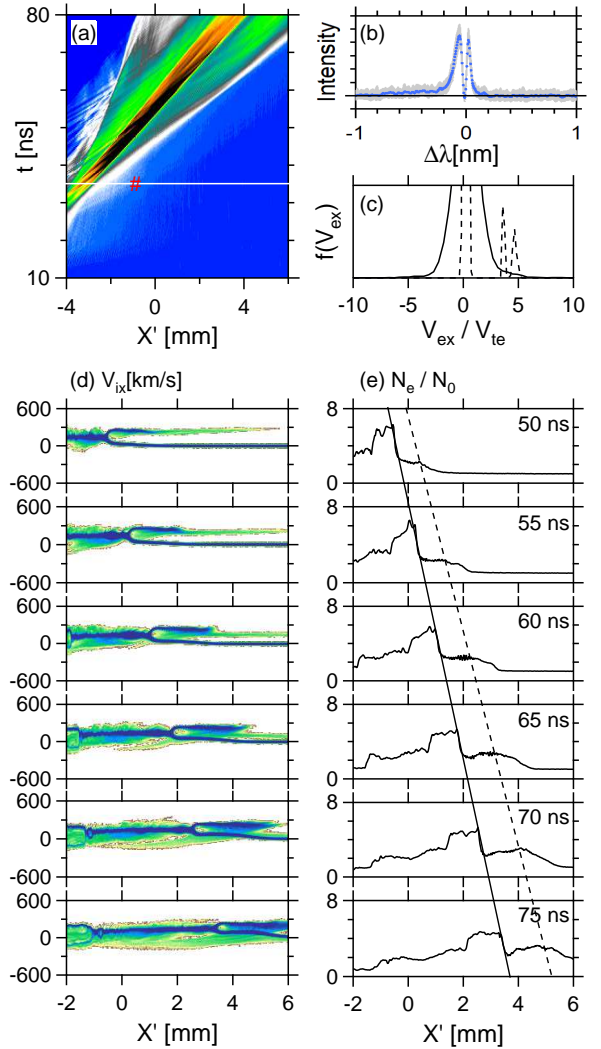 (a)
80
t [ns]
#
10
-4 0 4
X' [mm]
(b)
Intensity
-1 0 1
Δλ[nm]
(c)
f(V_ex)
-10 -5 0 5 10
V_ex / V_te
(d) V_ix[km/s]
600
0
-600
600
0
-600
600
0
-600
600
0
-600
600
0
-600
600
0
-600
-2 0 2 4 6
X' [mm]
(e) N_e / N_0
8
50 ns
0
8
55 ns
0
8
60 ns
0
8
65 ns
0
8
70 ns
0
8
75 ns
0
-2 0 2 4 6
X' [mm]